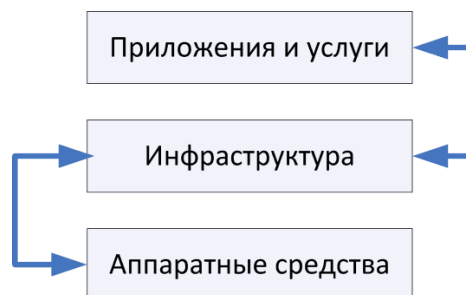 Приложения и услуги
Инфраструктура
Аппаратные средства